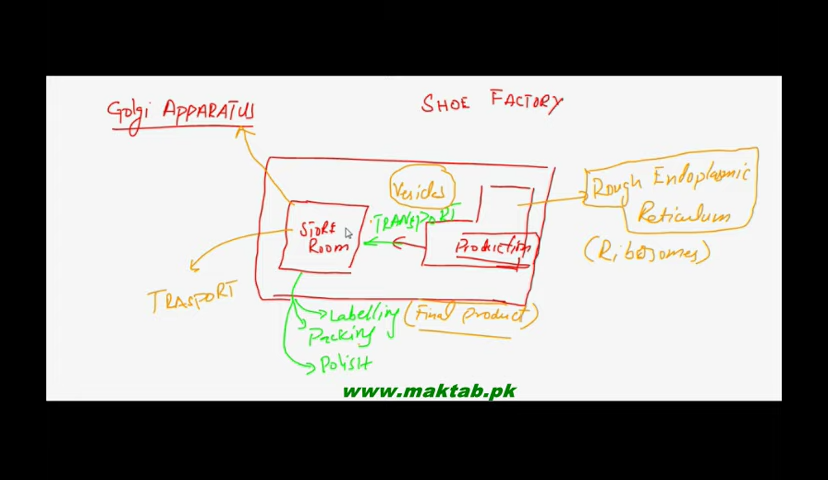 Golgi APPARATUS
SHOE FACTORY
Vesicles
Rough Endoplasmic
Reticulum
(Ribosomes)
TRANSPORT
STORE
ROOM
Production
TRASPORT
Labelling
(Final product)
Packing
Polish
www.maktab.pk